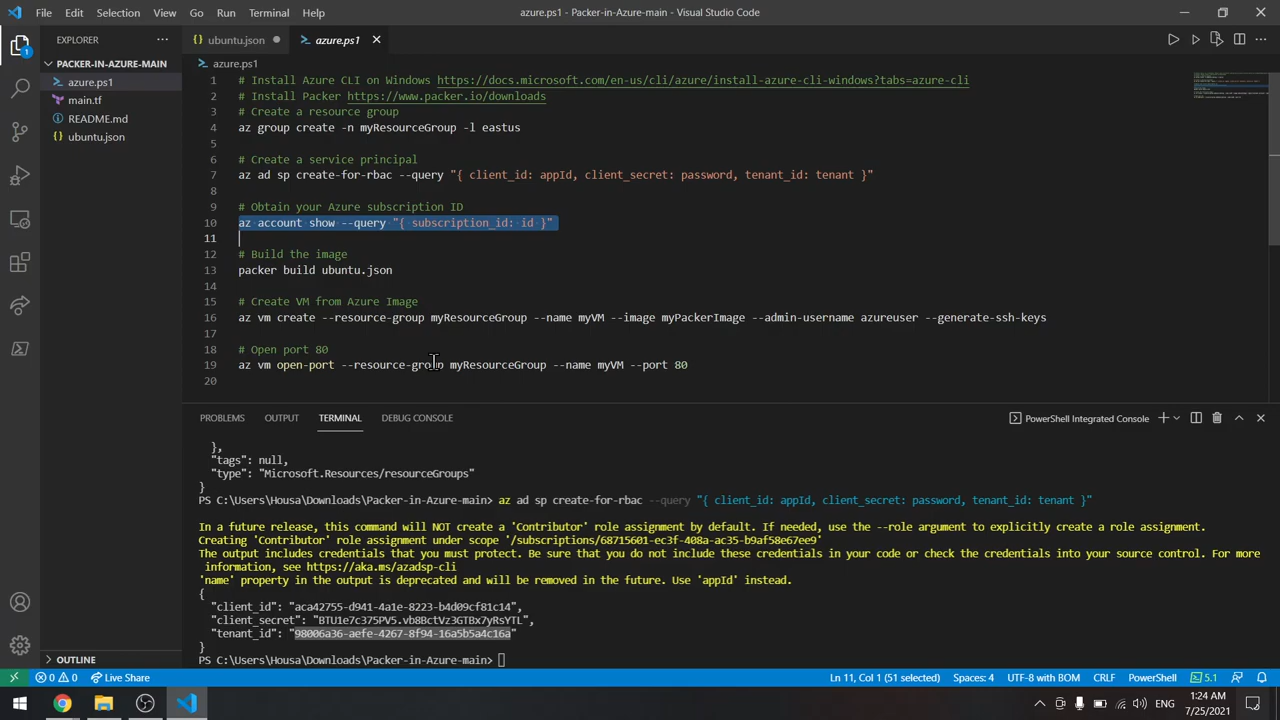 File Edit Selection View Go Run Terminal Help
azure.ps1 - Packer-in-Azure-main - Visual Studio Code
EXPLORER
ubuntu.json
azure.ps1
PACKER-IN-AZURE-MAIN
azure.ps1
main.tf
README.md
ubuntu.json
azure.ps1
1 # Install Azure CLI on Windows https://docs.microsoft.com/en-us/cli/azure/install-azure-cli-windows?tabs=azure-cli
2 # Install Packer https://www.packer.io/downloads
3 # Create a resource group
4 az group create -n myResourceGroup -l eastus
5
6 # Create a service principal
7 az ad sp create-for-rbac --query "{ client_id: appId, client_secret: password, tenant_id: tenant }"
8
9 # Obtain your Azure subscription ID
10 az account show --query "{ subscription_id: id }"
11
12 # Build the image
13 packer build ubuntu.json
14
15 # Create VM from Azure Image
16 az vm create --resource-group myResourceGroup --name myVM --image myPackerImage --admin-username azureuser --generate-ssh-keys
17
18 # Open port 80
19 az vm open-port --resource-group myResourceGroup --name myVM --port 80
20
PROBLEMS OUTPUT TERMINAL DEBUG CONSOLE
PowerShell Integrated Console
},
"tags": null,
"type": "Microsoft.Resources/resourceGroups"
}
PS C:\Users\Housa\Downloads\Packer-in-Azure-main> az ad sp create-for-rbac --query "{ client_id: appId, client_secret: password, tenant_id: tenant }"
In a future release, this command will NOT create a 'Contributor' role assignment by default. If needed, use the --role argument to explicitly create a role assignment.
Creating 'Contributor' role assignment under scope '/subscriptions/68715601-ec3f-408a-ac35-b9af58e67ee9'
The output includes credentials that you must protect. Be sure that you do not include these credentials in your code or check the credentials into your source control. For more
information, see https://aka.ms/azadsp-cli
'name' property in the output is deprecated and will be removed in the future. Use 'appId' instead.
{
"client_id": "aca42755-d941-4a1e-8223-b4d09cf81c14",
"client_secret": "BTU1e7c375PV5.vb8BctVz3GTBx7yRsYTL",
"tenant_id": "98006a36-aefe-4267-8f94-16a5b5a4c16a"
}
PS C:\Users\Housa\Downloads\Packer-in-Azure-main>
OUTLINE
0 0 Live Share
Ln 11, Col 1 (51 selected) Spaces: 4 UTF-8 with BOM CRLF PowerShell 5.1
ENG
1:24 AM
7/25/2021